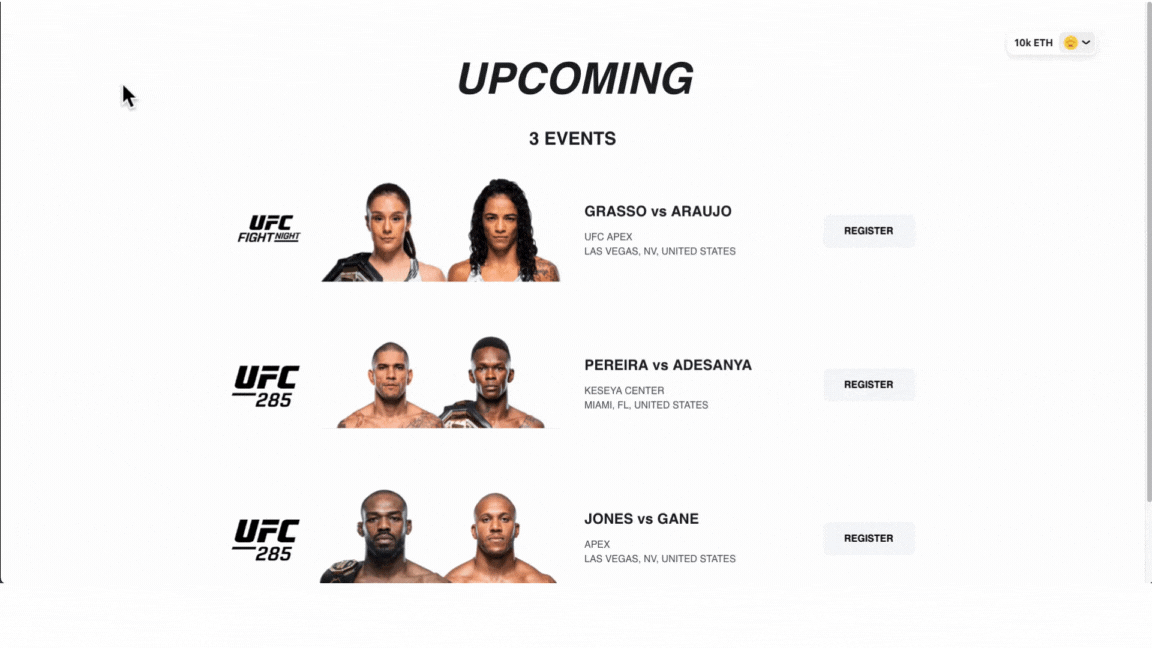 10k ETH
UPCOMING
3 EVENTS
UFC
FIGHT NIGHT
GRASSO vs ARAUJO
UFC APEX
LAS VEGAS, NV, UNITED STATES
REGISTER
UFC
285
PEREIRA vs ADESANYA
KESEYA CENTER
MIAMI, FL, UNITED STATES
REGISTER
UFC
285
JONES vs GANE
APEX
LAS VEGAS, NV, UNITED STATES
REGISTER